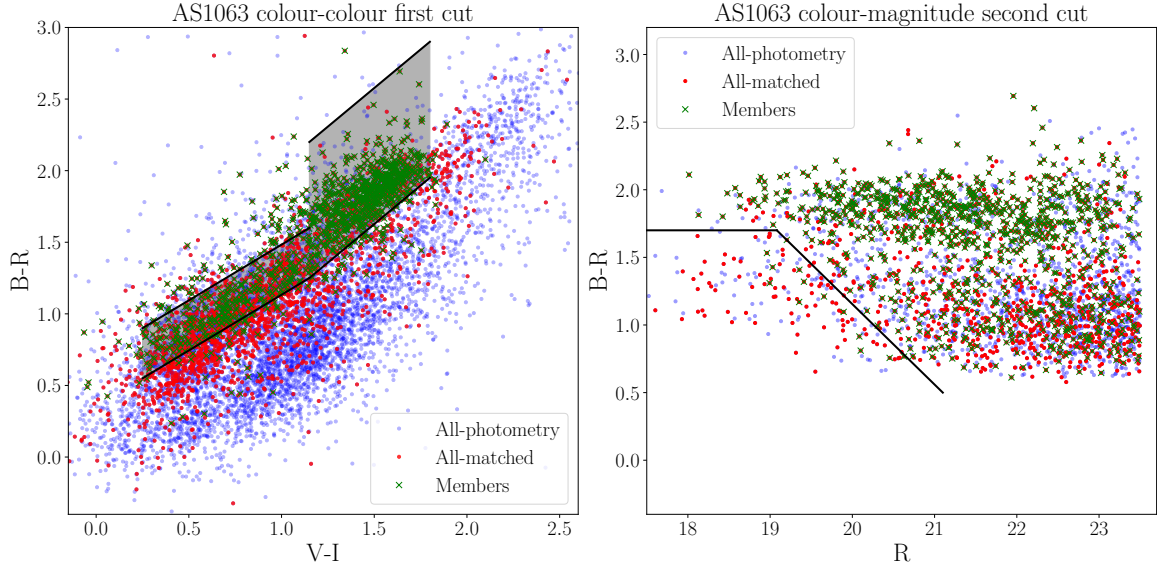 AS1063 colour-colour first cut
3.0
2.5
2.0
1.5
1.0
0.5
0.0
B-R
0.0
0.5
1.0
1.5
2.0
2.5
V-I
All-photometry
All-matched
Members
AS1063 colour-magnitude second cut
3.0
2.5
2.0
1.5
1.0
0.5
0.0
B-R
18
19
20
21
22
23
R
All-photometry
All-matched
Members